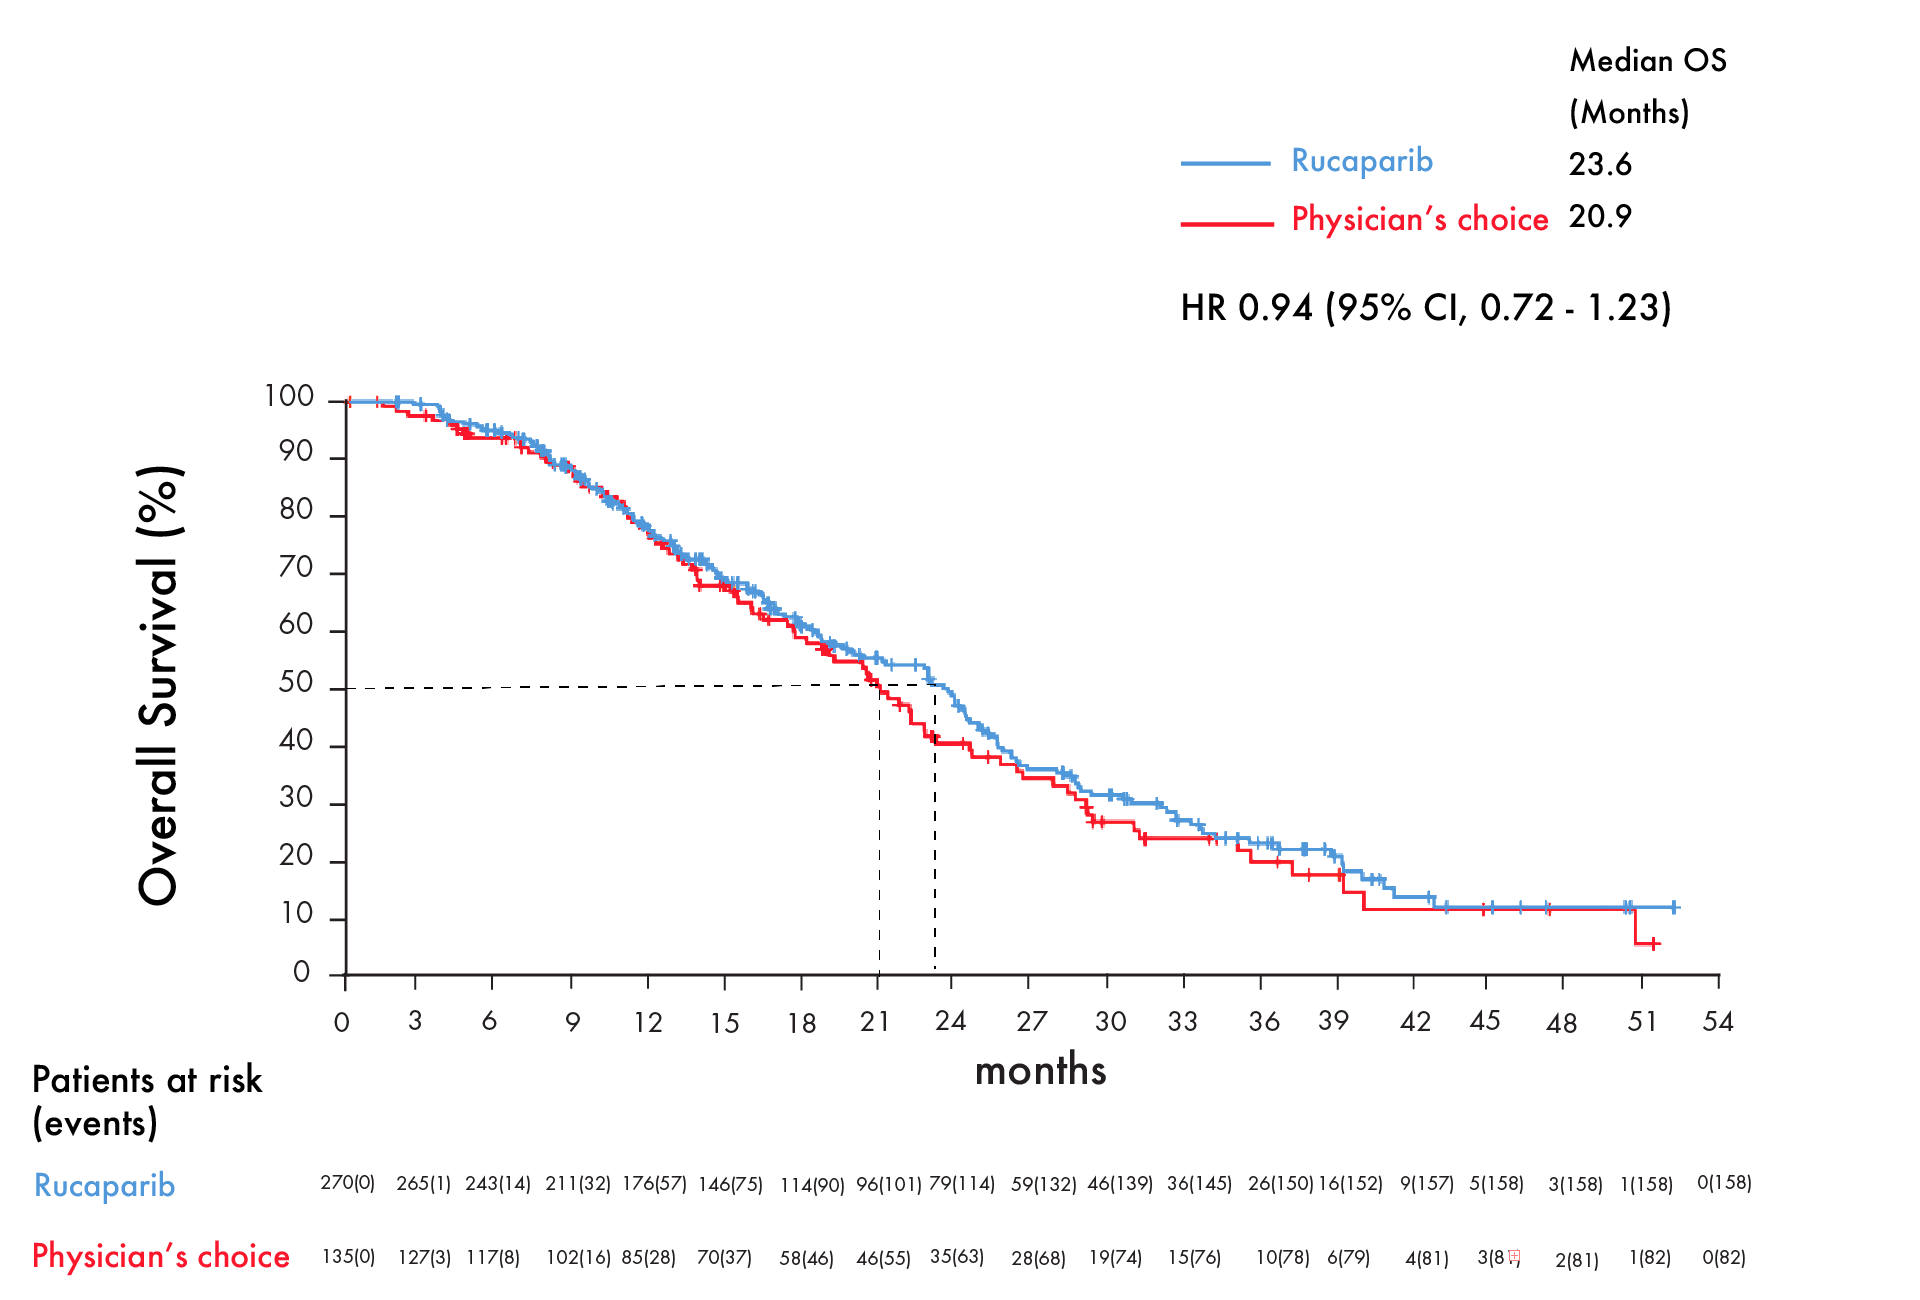 Median OS
(Months)
Rucaparib 23.6
Physician's choice 20.9
HR 0.94 (95% CI, 0.72 - 1.23)
Overall Survival (%)
100
90
80
70
60
50
40
30
20
10
0
0 3 6 9 12 15 18 21 24 27 30 33 36 39 42 45 48 51 54
months
Patients at risk
(events)
Rucaparib 270(0) 265(1) 243(14) 211(32) 176(57) 146(75) 114(90) 96(101) 79(114) 59(132) 46(139) 36(145) 26(150) 16(152) 9(157) 5(158) 3(158) 1(158) 0(158)
Physician's choice 135(0) 127(3) 117(8) 102(16) 85(28) 70(37) 58(46) 46(55) 35(63) 28(68) 19(74) 15(76) 10(78) 6(79) 4(81) 2(81) 1(82) 0(82)